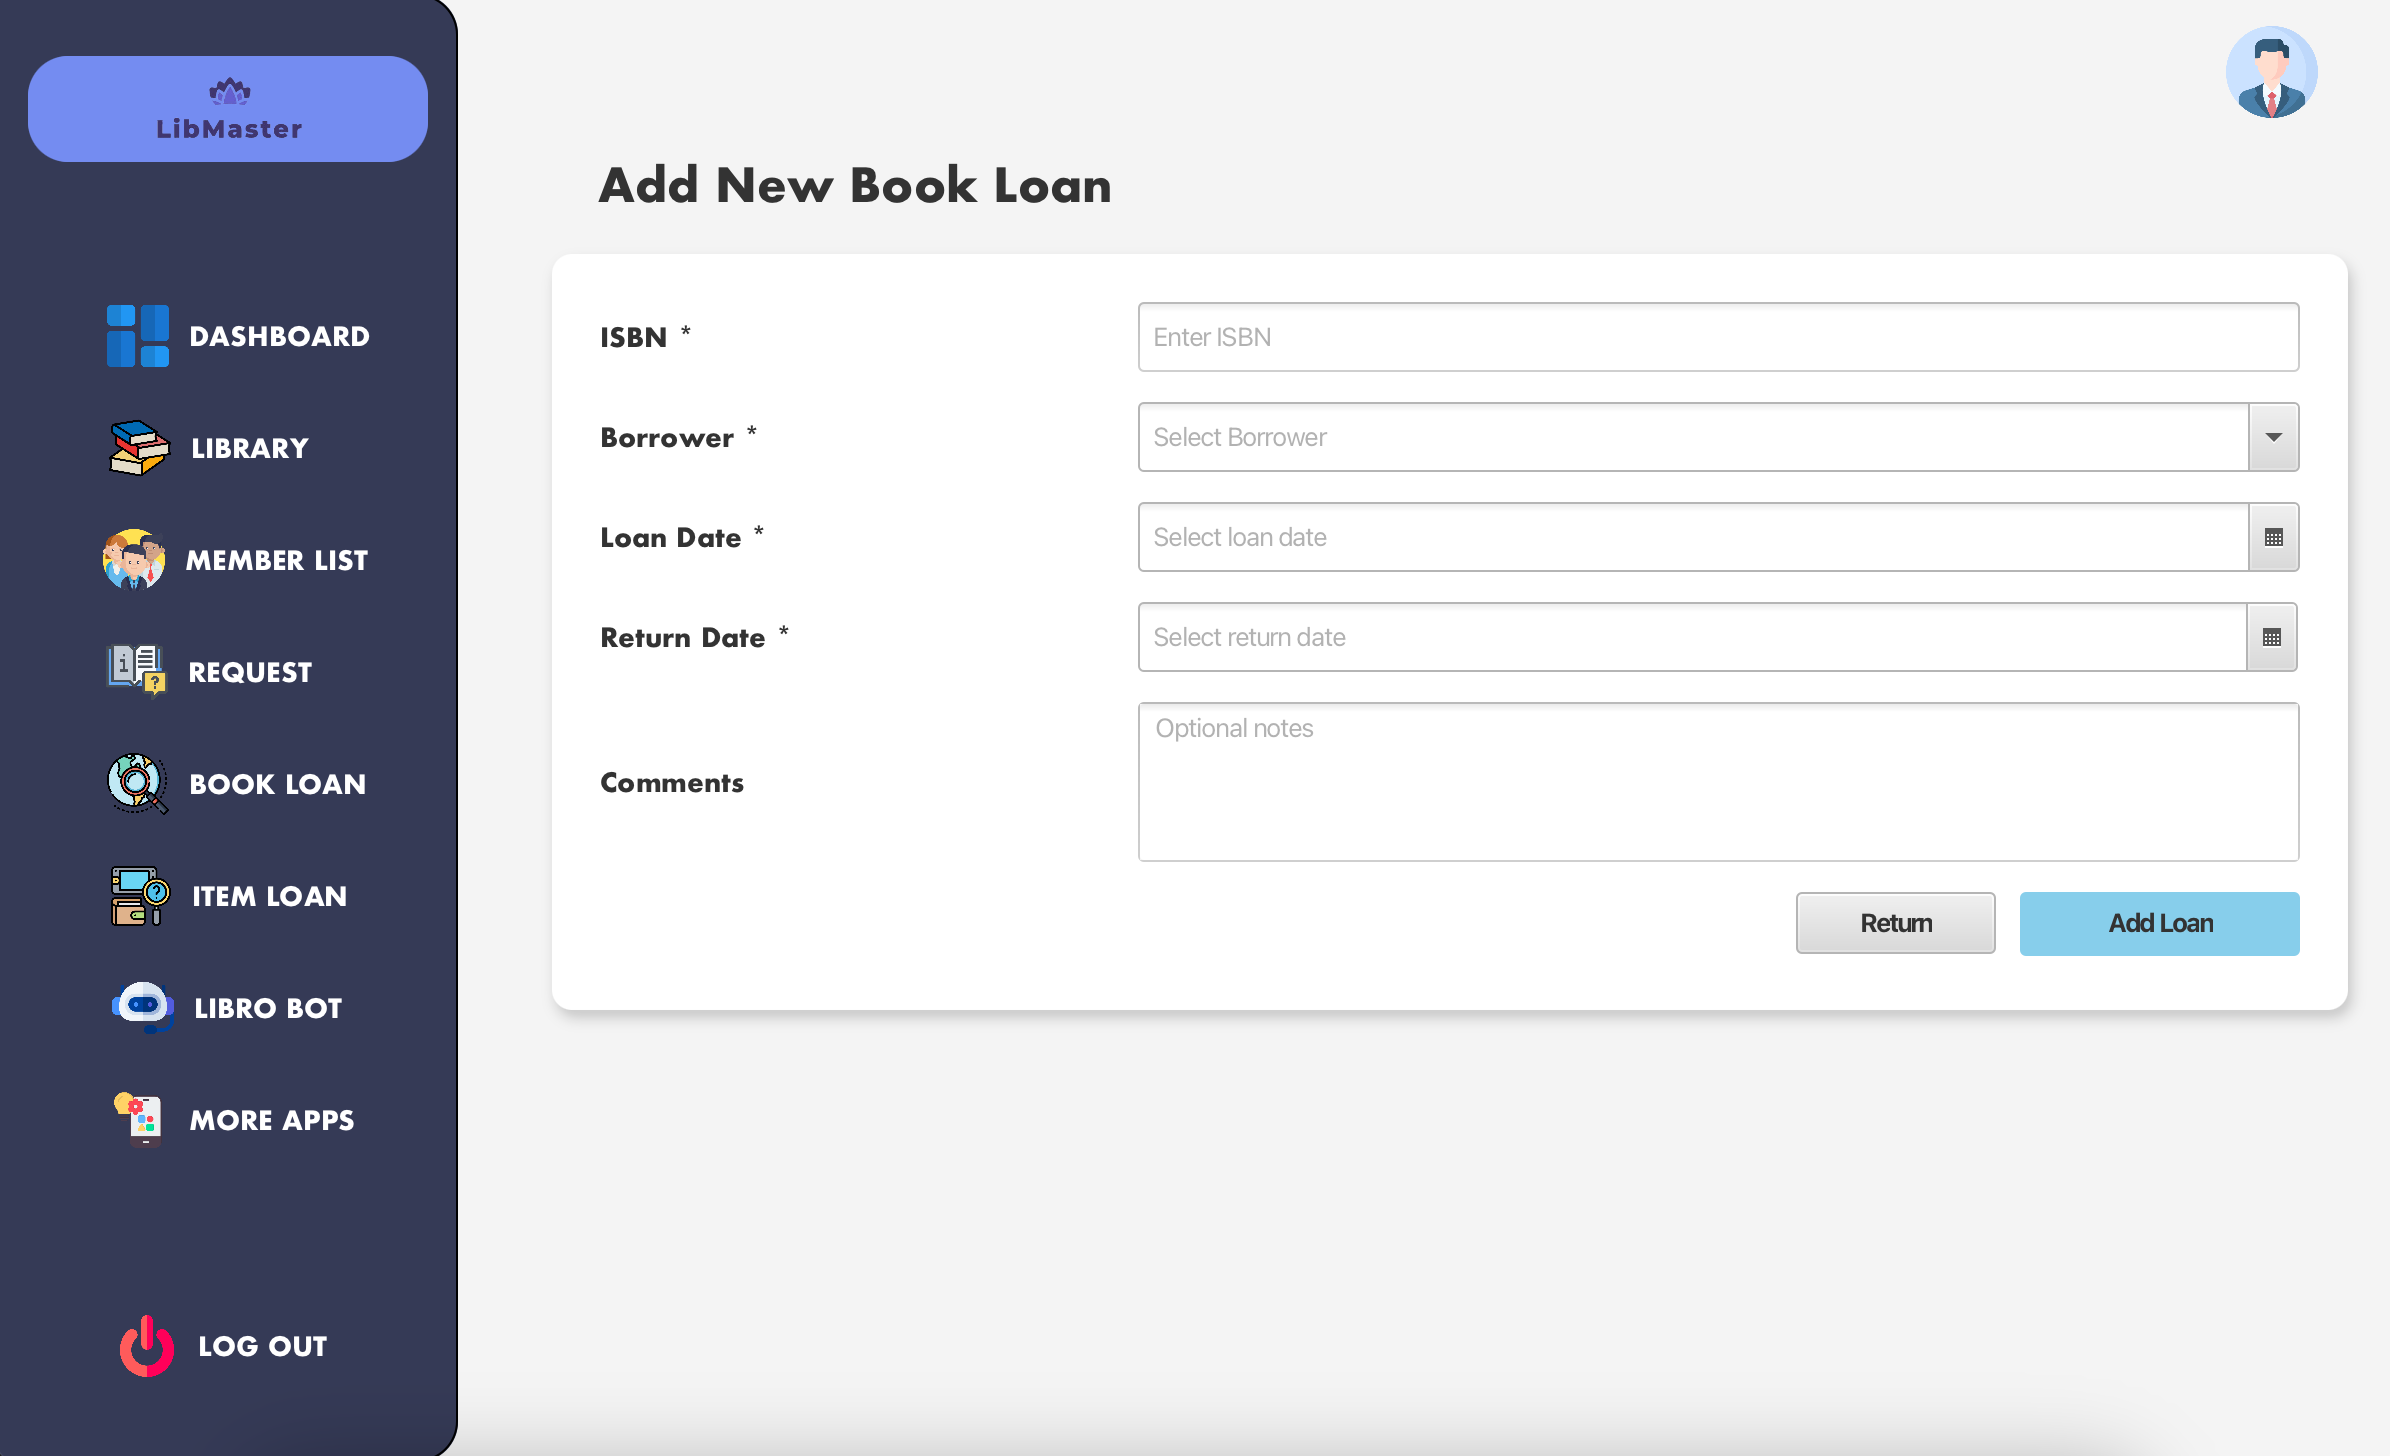 LibMaster
DASHBOARD
LIBRARY
MEMBER LIST
REQUEST
BOOK LOAN
ITEM LOAN
LIBRO BOT
MORE APPS
LOG OUT
Add New Book Loan
ISBN *
Enter ISBN
Borrower *
Select Borrower
Loan Date *
Select loan date
Return Date *
Select return date
Comments
Optional notes
Return
Add Loan